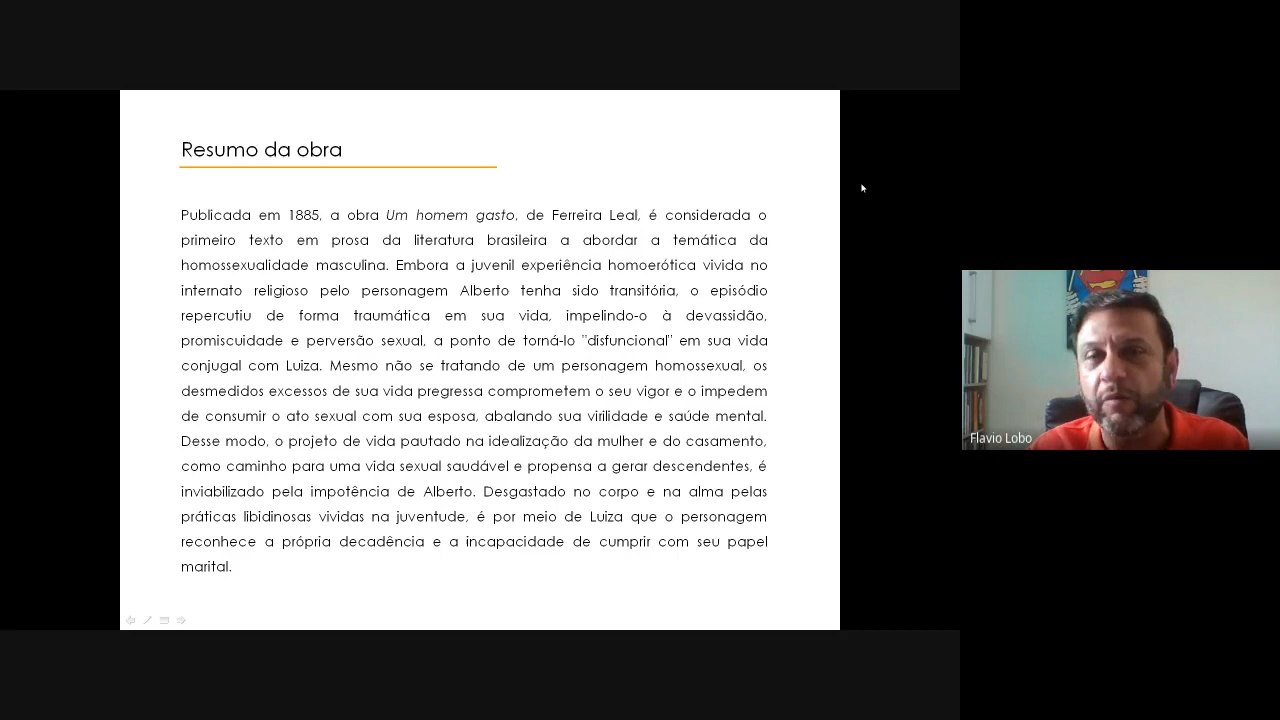 Resumo da obra
Publicada em 1885, a obra Um homem gasto, de Ferreira Leal, é considerada o
primeiro texto em prosa da literatura brasileira a abordar a temática da
homossexualidade masculina. Embora a juvenil experiência homoerótica vivida no
internato religioso pelo personagem Alberto tenha sido transitória, o episódio
repercutiu de forma traumática em sua vida, impelindo-o à devassidão,
promiscuidade e perversão sexual, a ponto de torná-lo "disfuncional" em sua vida
conjugal com Luiza. Mesmo não se tratando de um personagem homossexual, os
desmedidos excessos de sua vida pregressa comprometem o seu vigor e o impedem
de consumir o ato sexual com sua esposa, abalando sua virilidade e saúde mental.
Desse modo, o projeto de vida pautado na idealização da mulher e do casamento,
como caminho para uma vida sexual saudável e propensa a gerar descendentes, é
inviabilizado pela impotência de Alberto. Desgastado no corpo e na alma pelas
práticas libidinosas vividas na juventude, é por meio de Luiza que o personagem
reconhece a própria decadência e a incapacidade de cumprir com seu papel
marital.
Flavio Lobo